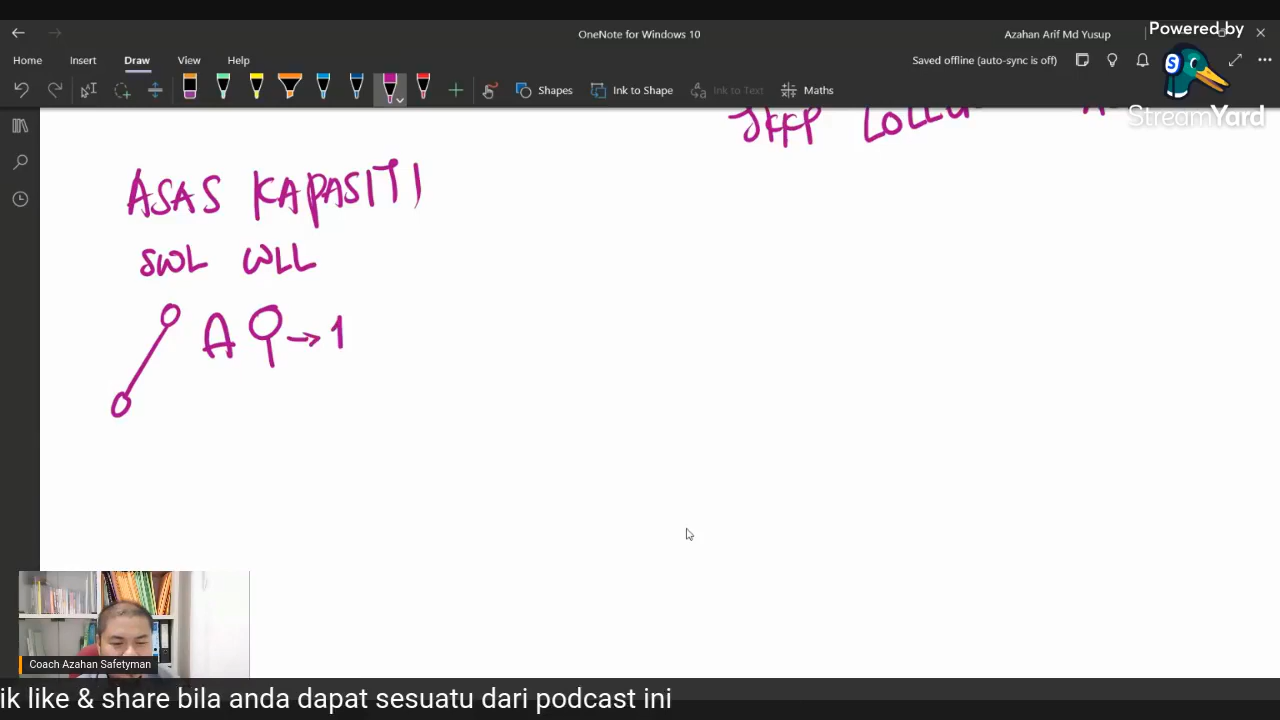 OneNote for Windows 10
Azahan Arif Md Yusup
Powered by
StreamYard
Home Insert Draw View Help
Saved offline (auto-sync is off)
Shapes Ink to Shape Ink to Text Maths
ASAS KAPASITI
SWL WLL
A → 1
Coach Azahan Safetyman
ik like & share bila anda dapat sesuatu dari podcast ini